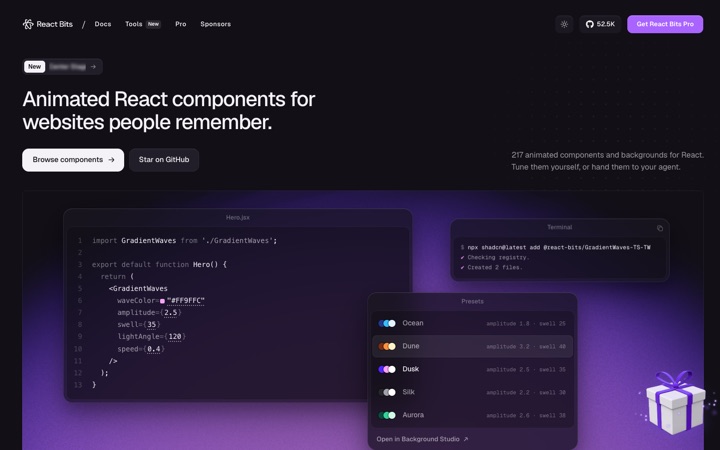 React Bits / Docs Tools New Pro Sponsors 52.5K Get React Bits Pro
New →
Animated React components for
websites people remember.
Browse components → Star on GitHub
217 animated components and backgrounds for React.
Tune them yourself, or hand them to your agent.
Hero.jsx
1 import GradientWaves from './GradientWaves';
2
3 export default function Hero() {
4 return (
5 <GradientWaves
6 waveColor="#FF9FFC"
7 amplitude={2.5}
8 swell={35}
9 lightAngle={120}
10 speed={0.4}
11 />
12 );
13 }
Terminal
$ npx shadcn@latest add @react-bits/GradientWaves-TS-TW
✔ Checking registry.
✔ Created 2 files.
Presets
Ocean amplitude 1.8 · swell 25
Dune amplitude 3.2 · swell 40
Dusk amplitude 2.5 · swell 35
Silk amplitude 2.2 · swell 30
Aurora amplitude 2.8 · swell 38
Open in Background Studio ↗